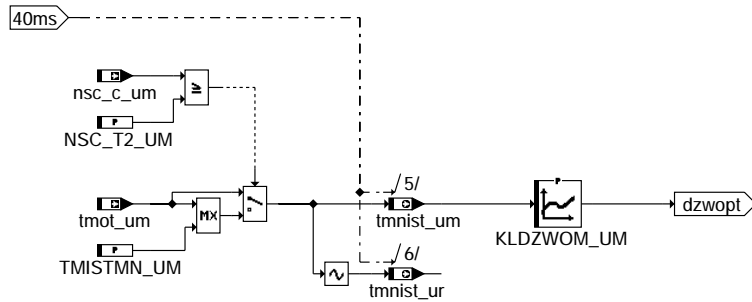 40ms
nsc_c_um
P
NSC_T2_UM
≥
5/
P
tmot_um
MX
tmnist_um
dzwopt
KLDZWOM_UM
P
TMISTMN_UM
6/
tmnist_ur